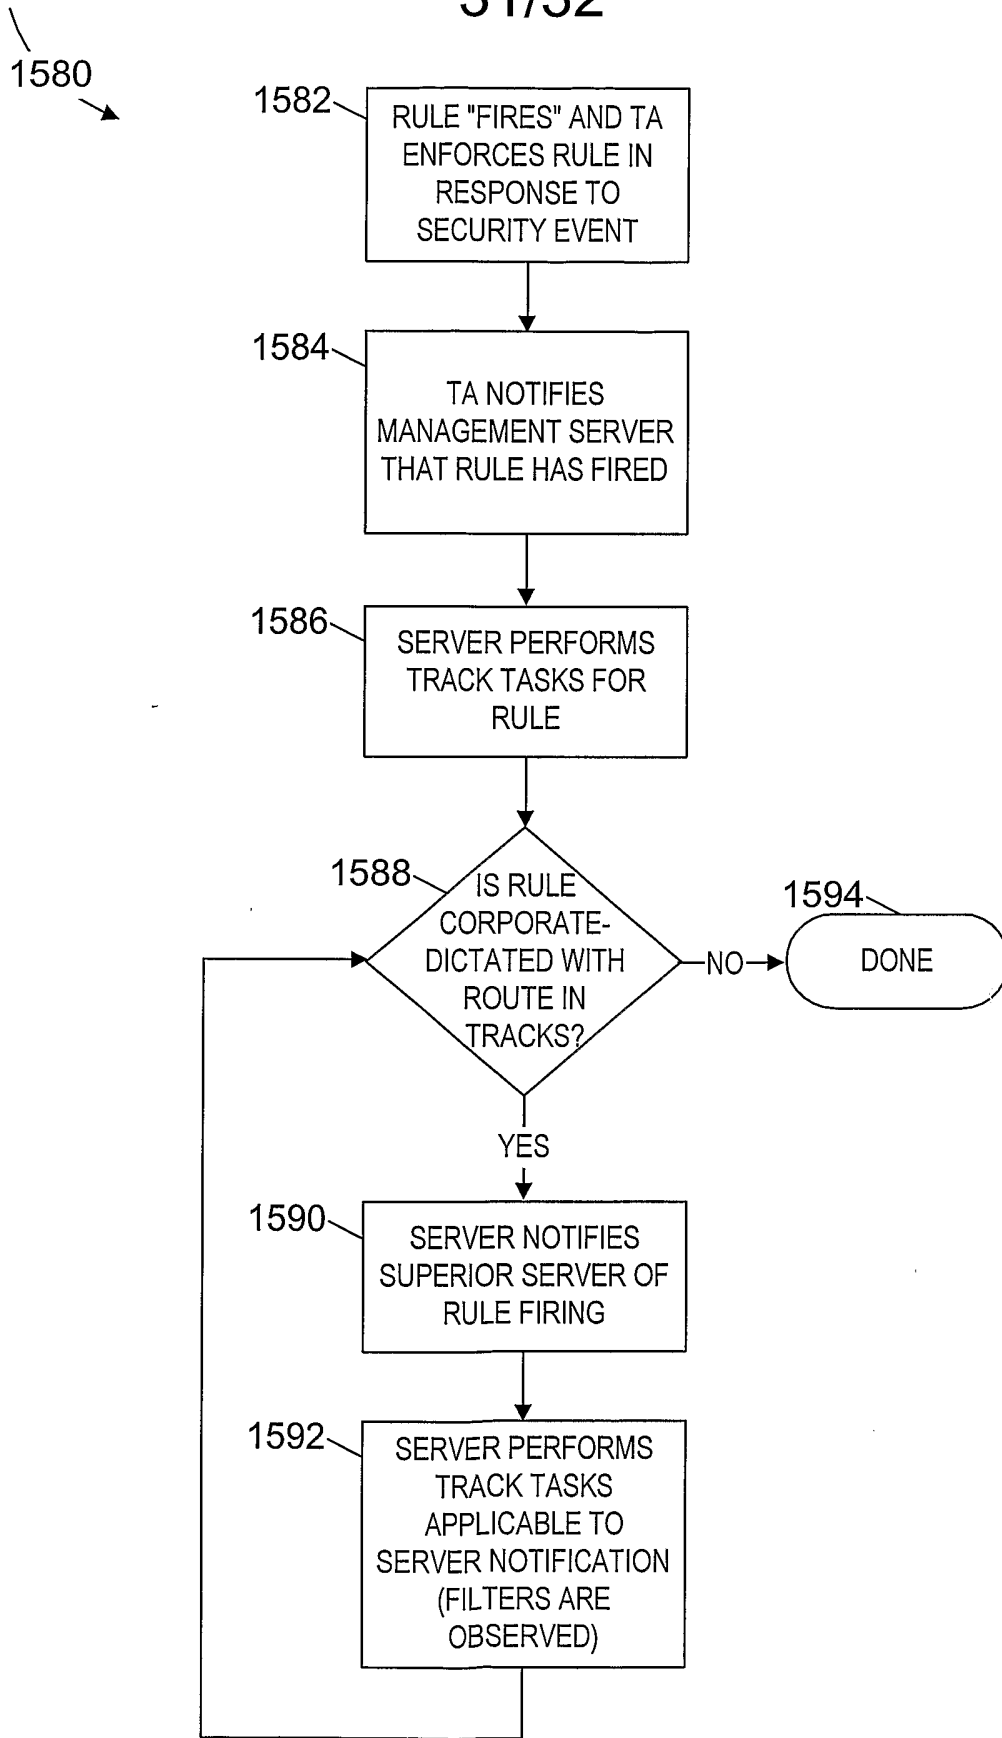 31/32
1580
1582
RULE "FIRES" AND TA
ENFORCES RULE IN
RESPONSE TO
SECURITY EVENT
1584
TA NOTIFIES
MANAGEMENT SERVER
THAT RULE HAS FIRED
1586
SERVER PERFORMS
TRACK TASKS FOR
RULE
1588
IS RULE
CORPORATE-
DICTATED WITH
ROUTE IN
TRACKS?
NO
1594
DONE
YES
1590
SERVER NOTIFIES
SUPERIOR SERVER OF
RULE FIRING
1592
SERVER PERFORMS
TRACK TASKS
APPLICABLE TO
SERVER NOTIFICATION
(FILTERS ARE
OBSERVED)